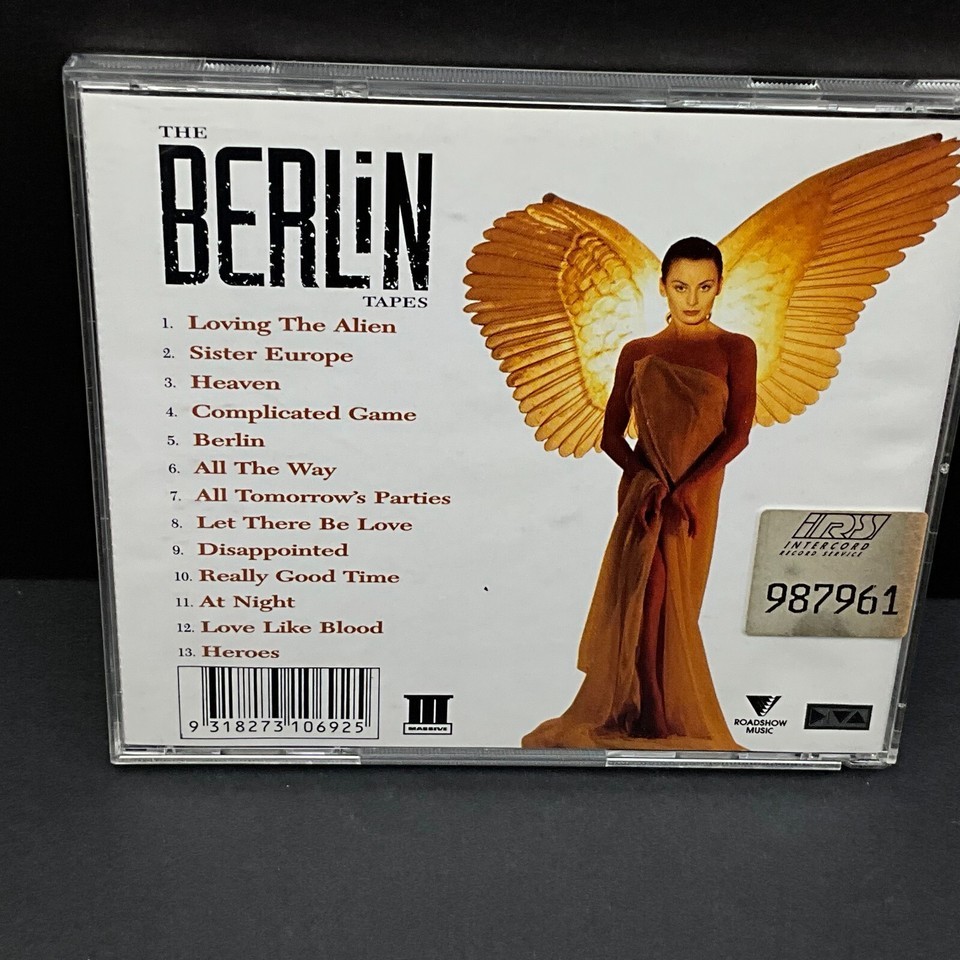 THE
BERLiN
TAPES
1. Loving The Alien
2. Sister Europe
3. Heaven
4. Complicated Game
5. Berlin
6. All The Way
7. All Tomorrow's Parties
8. Let There Be Love
9. Disappointed
10. Really Good Time
11. At Night
12. Love Like Blood
13. Heroes
9 318273 106925
MASSIVE
iRS
INTERCORD
RECORD SERVICE
987961
ROADSHOW
MUSIC
DIVA